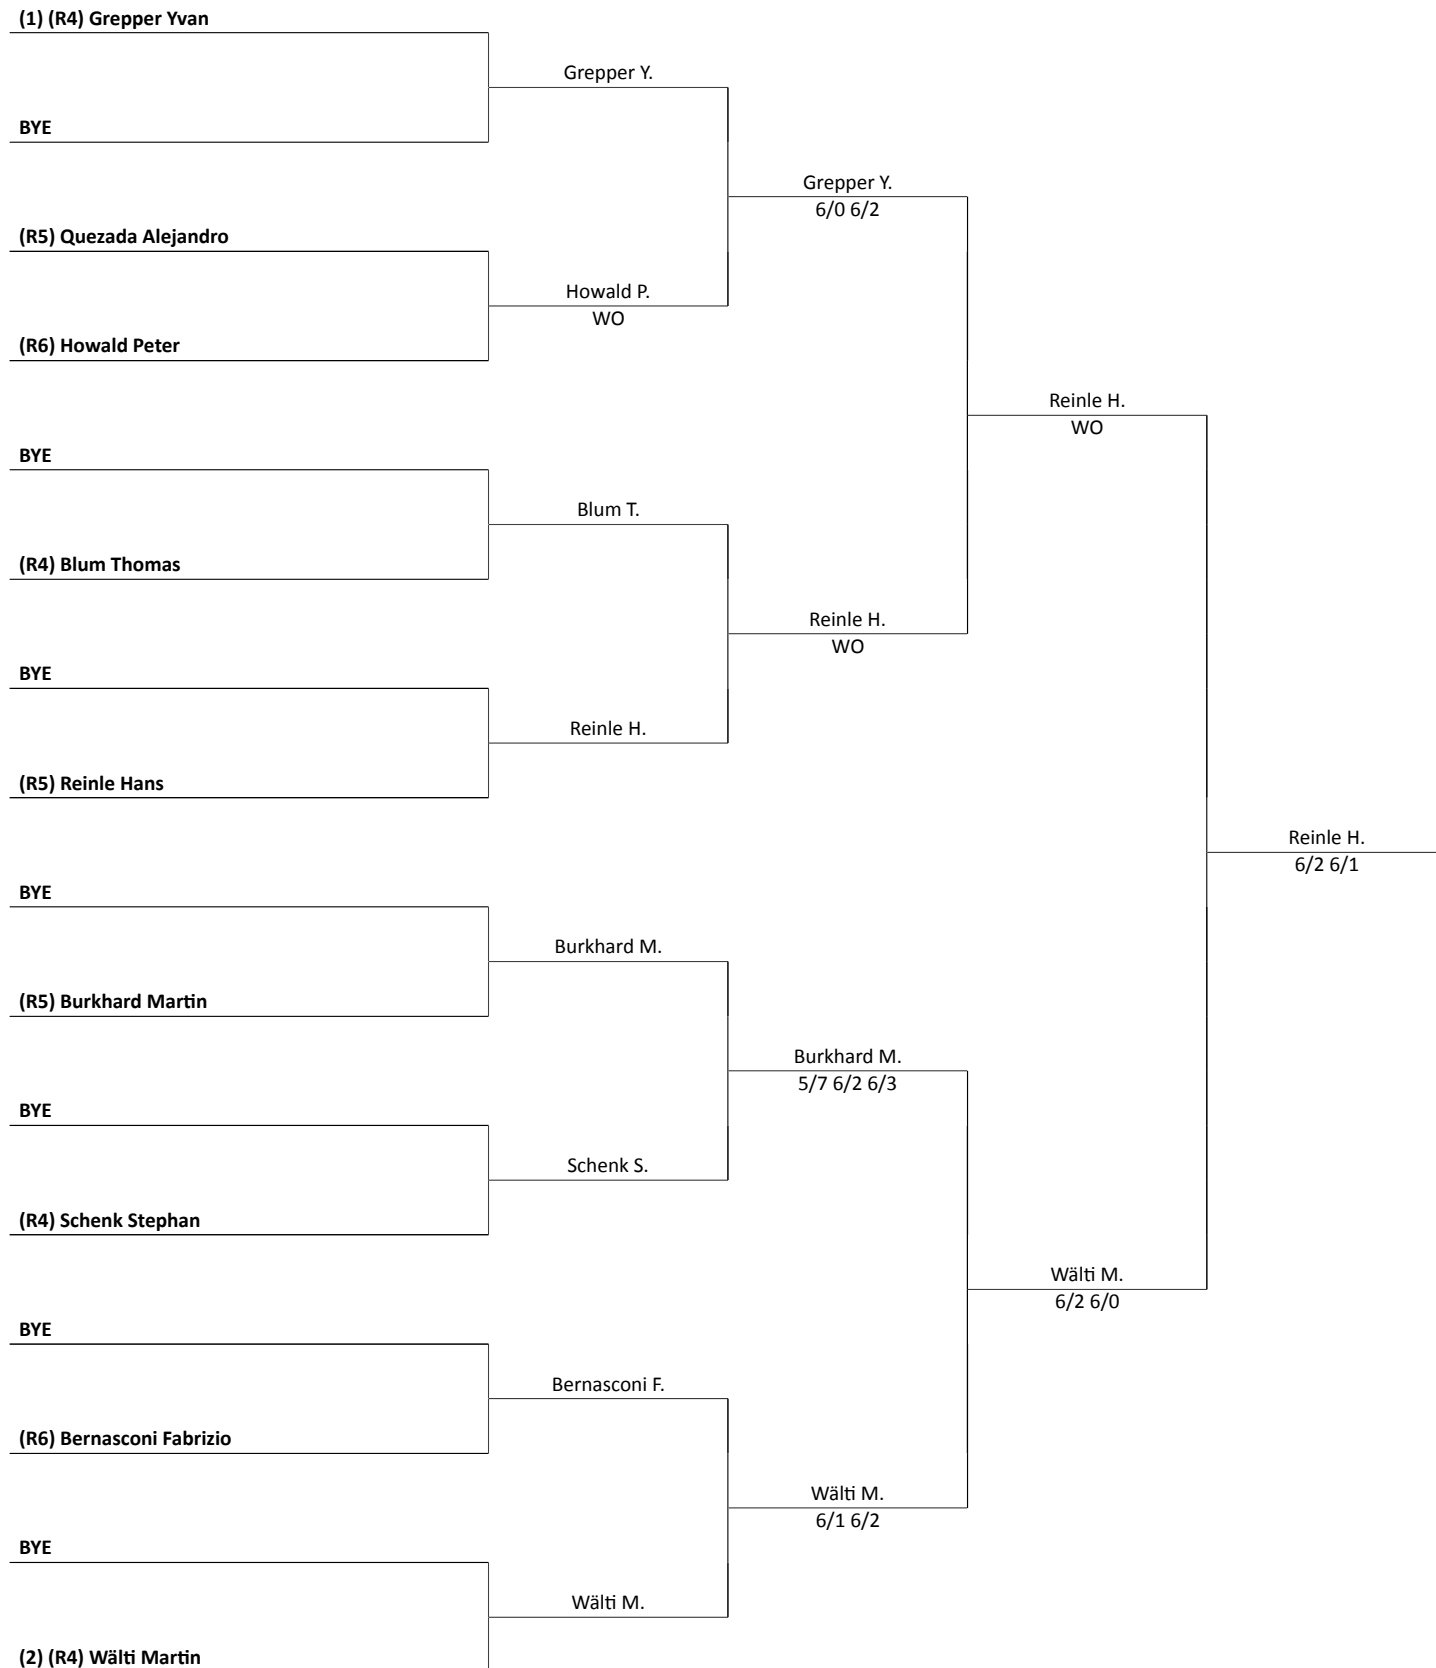 (1) (R4) Grepper Yvan
Grepper Y.
BYE
Grepper Y.
6/0 6/2
(R5) Quezada Alejandro
Howald P.
WO
(R6) Howald Peter
Reinle H.
WO
BYE
Blum T.
(R4) Blum Thomas
Reinle H.
WO
BYE
Reinle H.
(R5) Reinle Hans
Reinle H.
6/2 6/1
BYE
Burkhard M.
(R5) Burkhard Martin
Burkhard M.
5/7 6/2 6/3
BYE
Schenk S.
(R4) Schenk Stephan
Wälti M.
6/2 6/0
BYE
Bernasconi F.
(R6) Bernasconi Fabrizio
Wälti M.
6/1 6/2
BYE
Wälti M.
(2) (R4) Wälti Martin